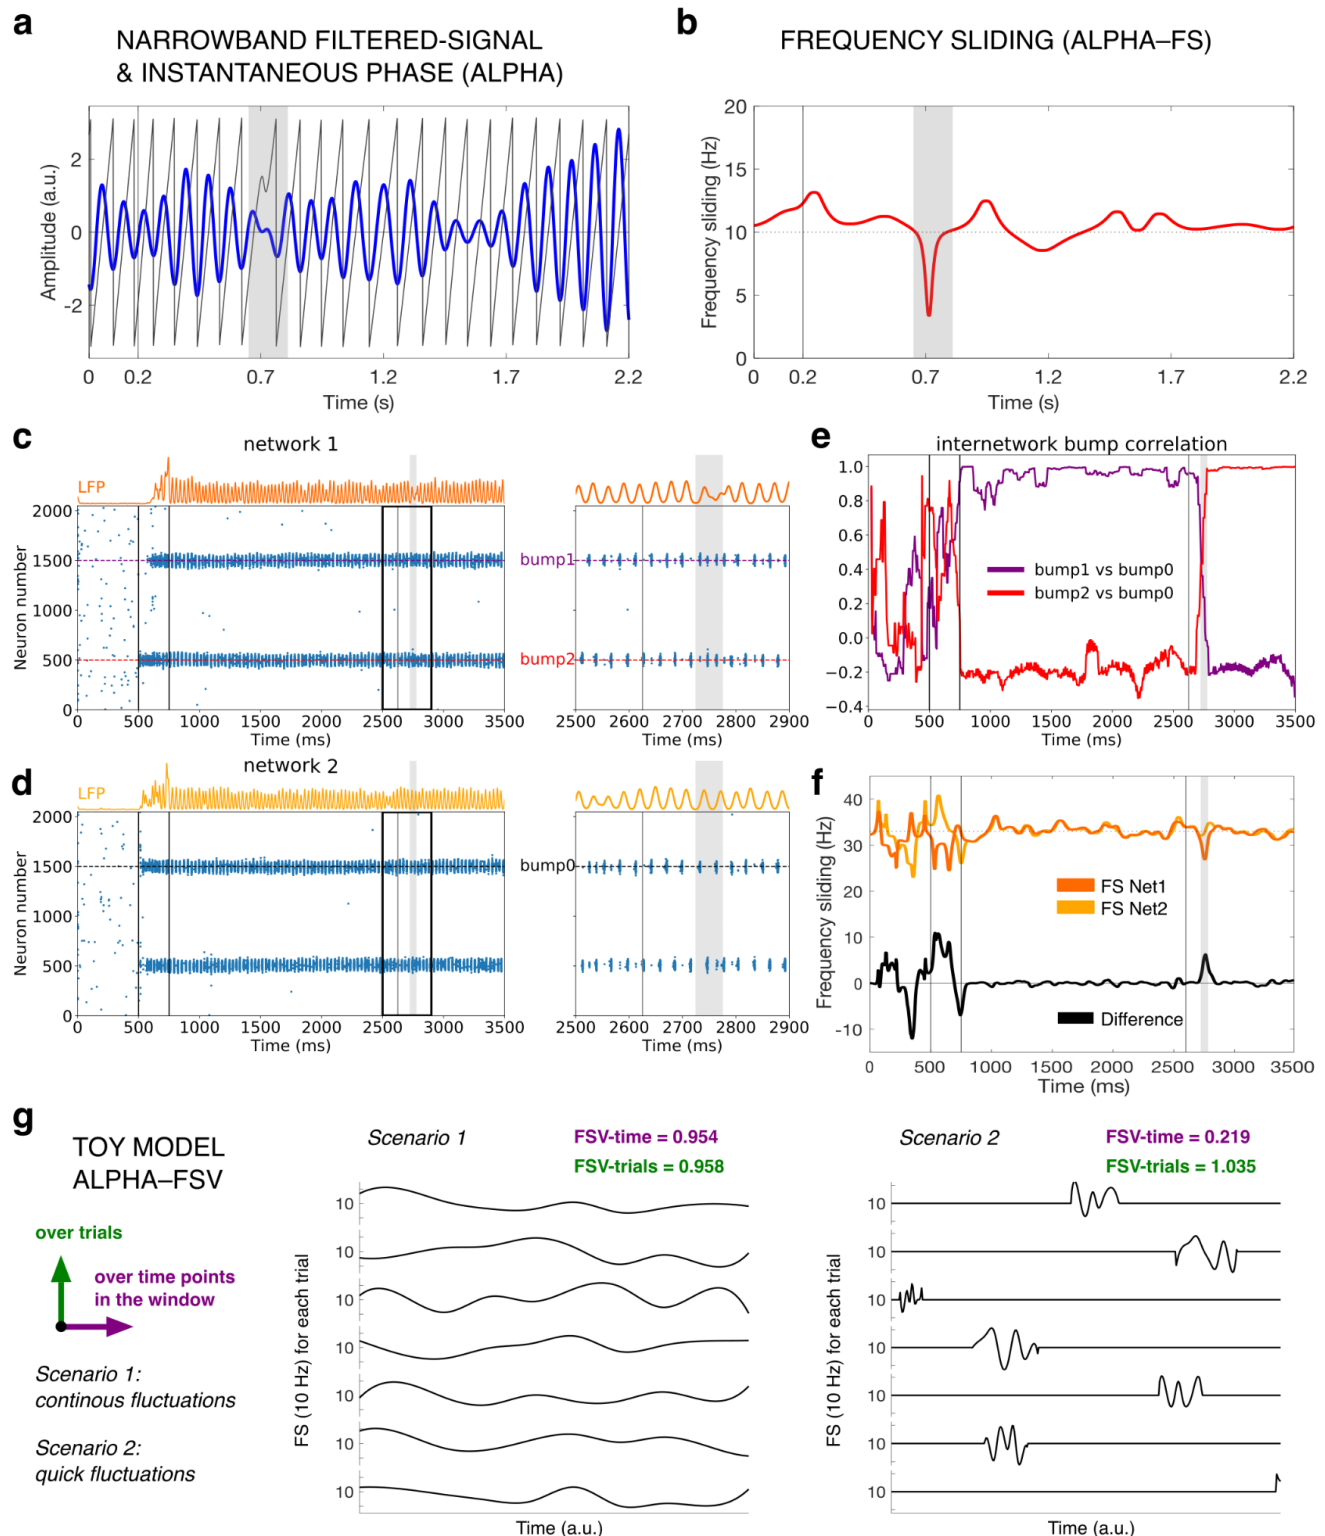 a
NARROWBAND FILTERED-SIGNAL
& INSTANTANEOUS PHASE (ALPHA)
Amplitude (a.u.)
2
0
-2
0 0.2 0.7 1.2 1.7 2.2
Time (s)
b
FREQUENCY SLIDING (ALPHA–FS)
Frequency sliding (Hz)
20
15
10
5
0
0 0.2 0.7 1.2 1.7 2.2
Time (s)
c
network 1
LFP
Neuron number
2000
1500
1000
500
0
0 500 1000 1500 2000 2500 3000 3500
Time (ms)
bump1
bump2
2500 2600 2700 2800 2900
Time (ms)
d
network 2
LFP
Neuron number
2000
1500
1000
500
0
0 500 1000 1500 2000 2500 3000 3500
Time (ms)
bump0
2500 2600 2700 2800 2900
Time (ms)
e
internetwork bump correlation
1.0
0.8
0.6
0.4
0.2
0.0
−0.2
−0.4
bump1 vs bump0
bump2 vs bump0
0 500 1000 1500 2000 2500 3000 3500
Time (ms)
f
Frequency sliding (Hz)
40
30
20
10
0
-10
FS Net1
FS Net2
Difference
0 500 1000 1500 2000 2500 3000 3500
Time (ms)
g
TOY MODEL
ALPHA–FSV
over trials
over time points
in the window
Scenario 1:
continous fluctuations
Scenario 2:
quick fluctuations
Scenario 1
FSV-time = 0.954
FSV-trials = 0.958
FS (10 Hz) for each trial
10
10
10
10
10
10
10
Time (a.u.)
Scenario 2
FSV-time = 0.219
FSV-trials = 1.035
FS (10 Hz) for each trial
10
10
10
10
10
10
10
Time (a.u.)